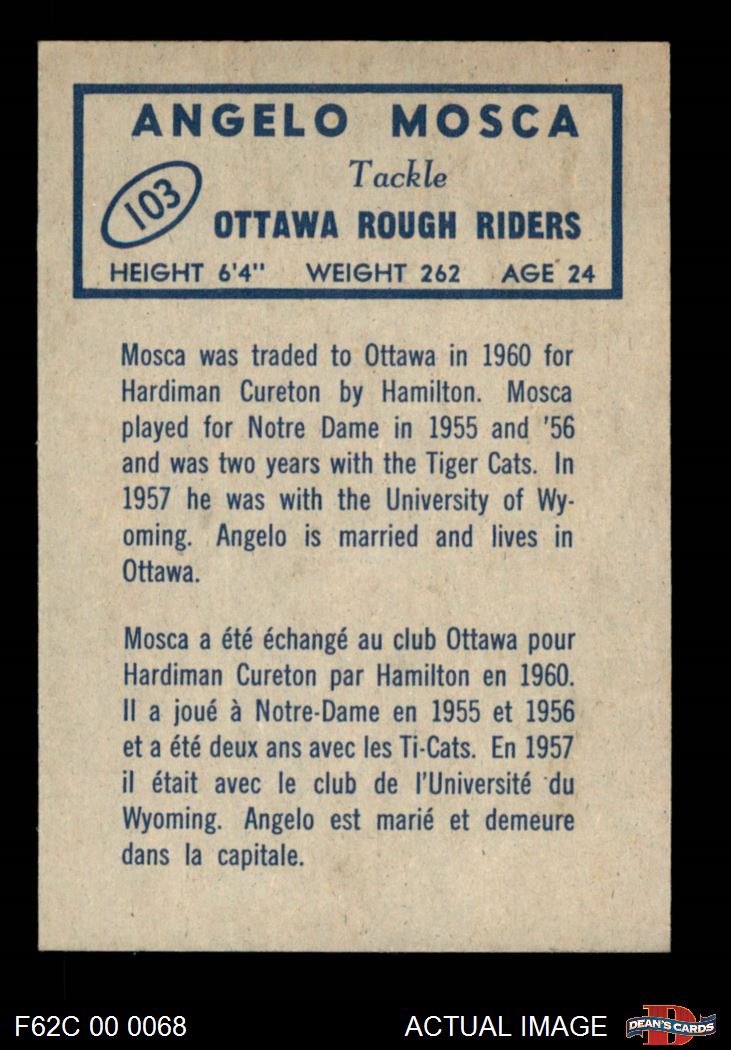 ANGELO MOSCA
Tackle
103
OTTAWA ROUGH RIDERS
HEIGHT 6'4" WEIGHT 262 AGE 24
Mosca was traded to Ottawa in 1960 for
Hardiman Cureton by Hamilton. Mosca
played for Notre Dame in 1955 and '56
and was two years with the Tiger Cats. In
1957 he was with the University of Wy-
oming. Angelo is married and lives in
Ottawa.
Mosca a été échangé au club Ottawa pour
Hardiman Cureton par Hamilton en 1960.
Il a joué à Notre-Dame en 1955 et 1956
et a été deux ans avec les Ti-Cats. En 1957
il était avec le club de l'Université du
Wyoming. Angelo est marié et demeure
dans la capitale.
F62C 00 0068 ACTUAL IMAGE
D
DEAN'S CARDS